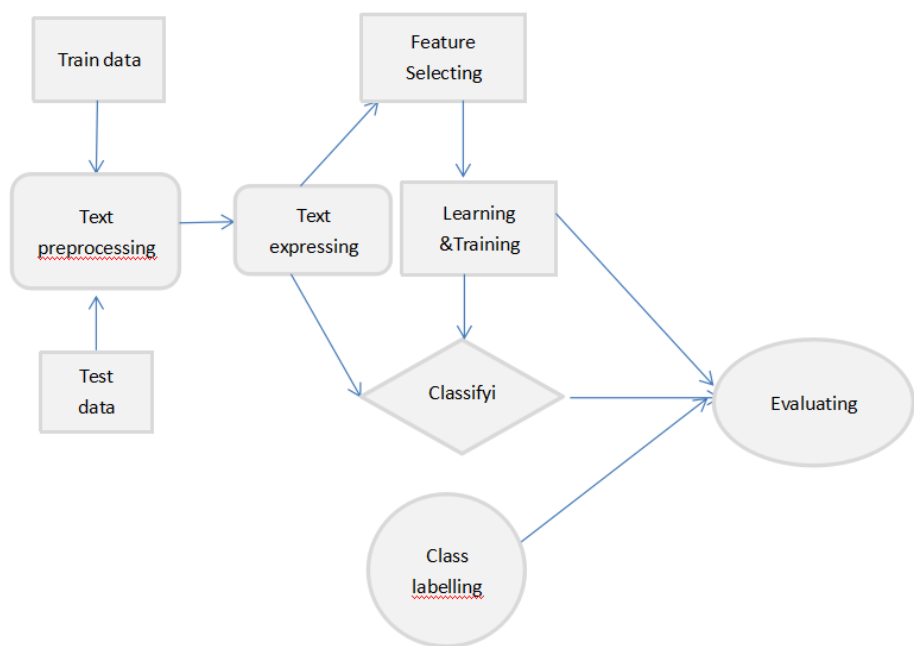 Train data
Feature
Selecting
Text
preprocessing
Text
expressing
Learning
&Training
Test
data
Classifyi
Evaluating
Class
labelling